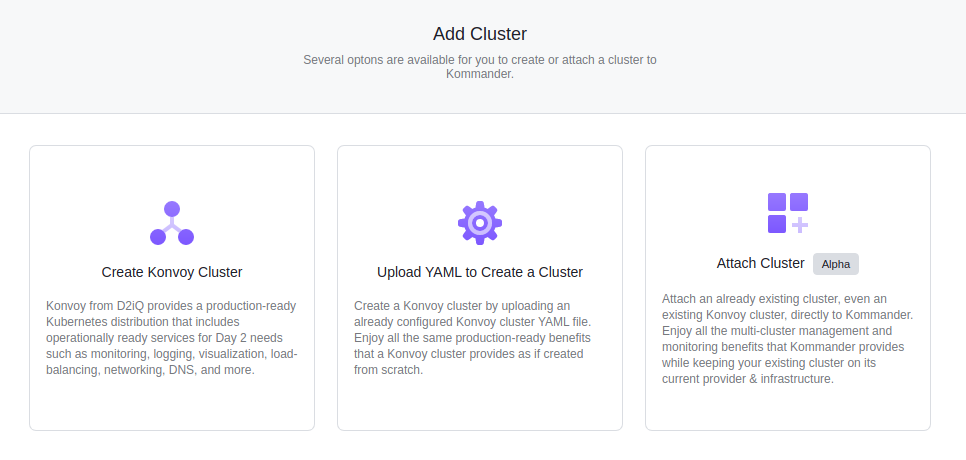 Add Cluster
Several optons are available for you to create or attach a cluster to
Kommander.
Create Konvoy Cluster
Konvoy from D2iQ provides a production-ready
Kubernetes distribution that includes
operationally ready services for Day 2 needs
such as monitoring, logging, visualization, load-
balancing, networking, DNS, and more.
Upload YAML to Create a Cluster
Create a Konvoy cluster by uploading an
already configured Konvoy cluster YAML file.
Enjoy all the same production-ready benefits
that a Konvoy cluster provides as if created
from scratch.
Attach Cluster Alpha
Attach an already existing cluster, even an
existing Konvoy cluster, directly to Kommander.
Enjoy all the multi-cluster management and
monitoring benefits that Kommander provides
while keeping your existing cluster on its
current provider & infrastructure.